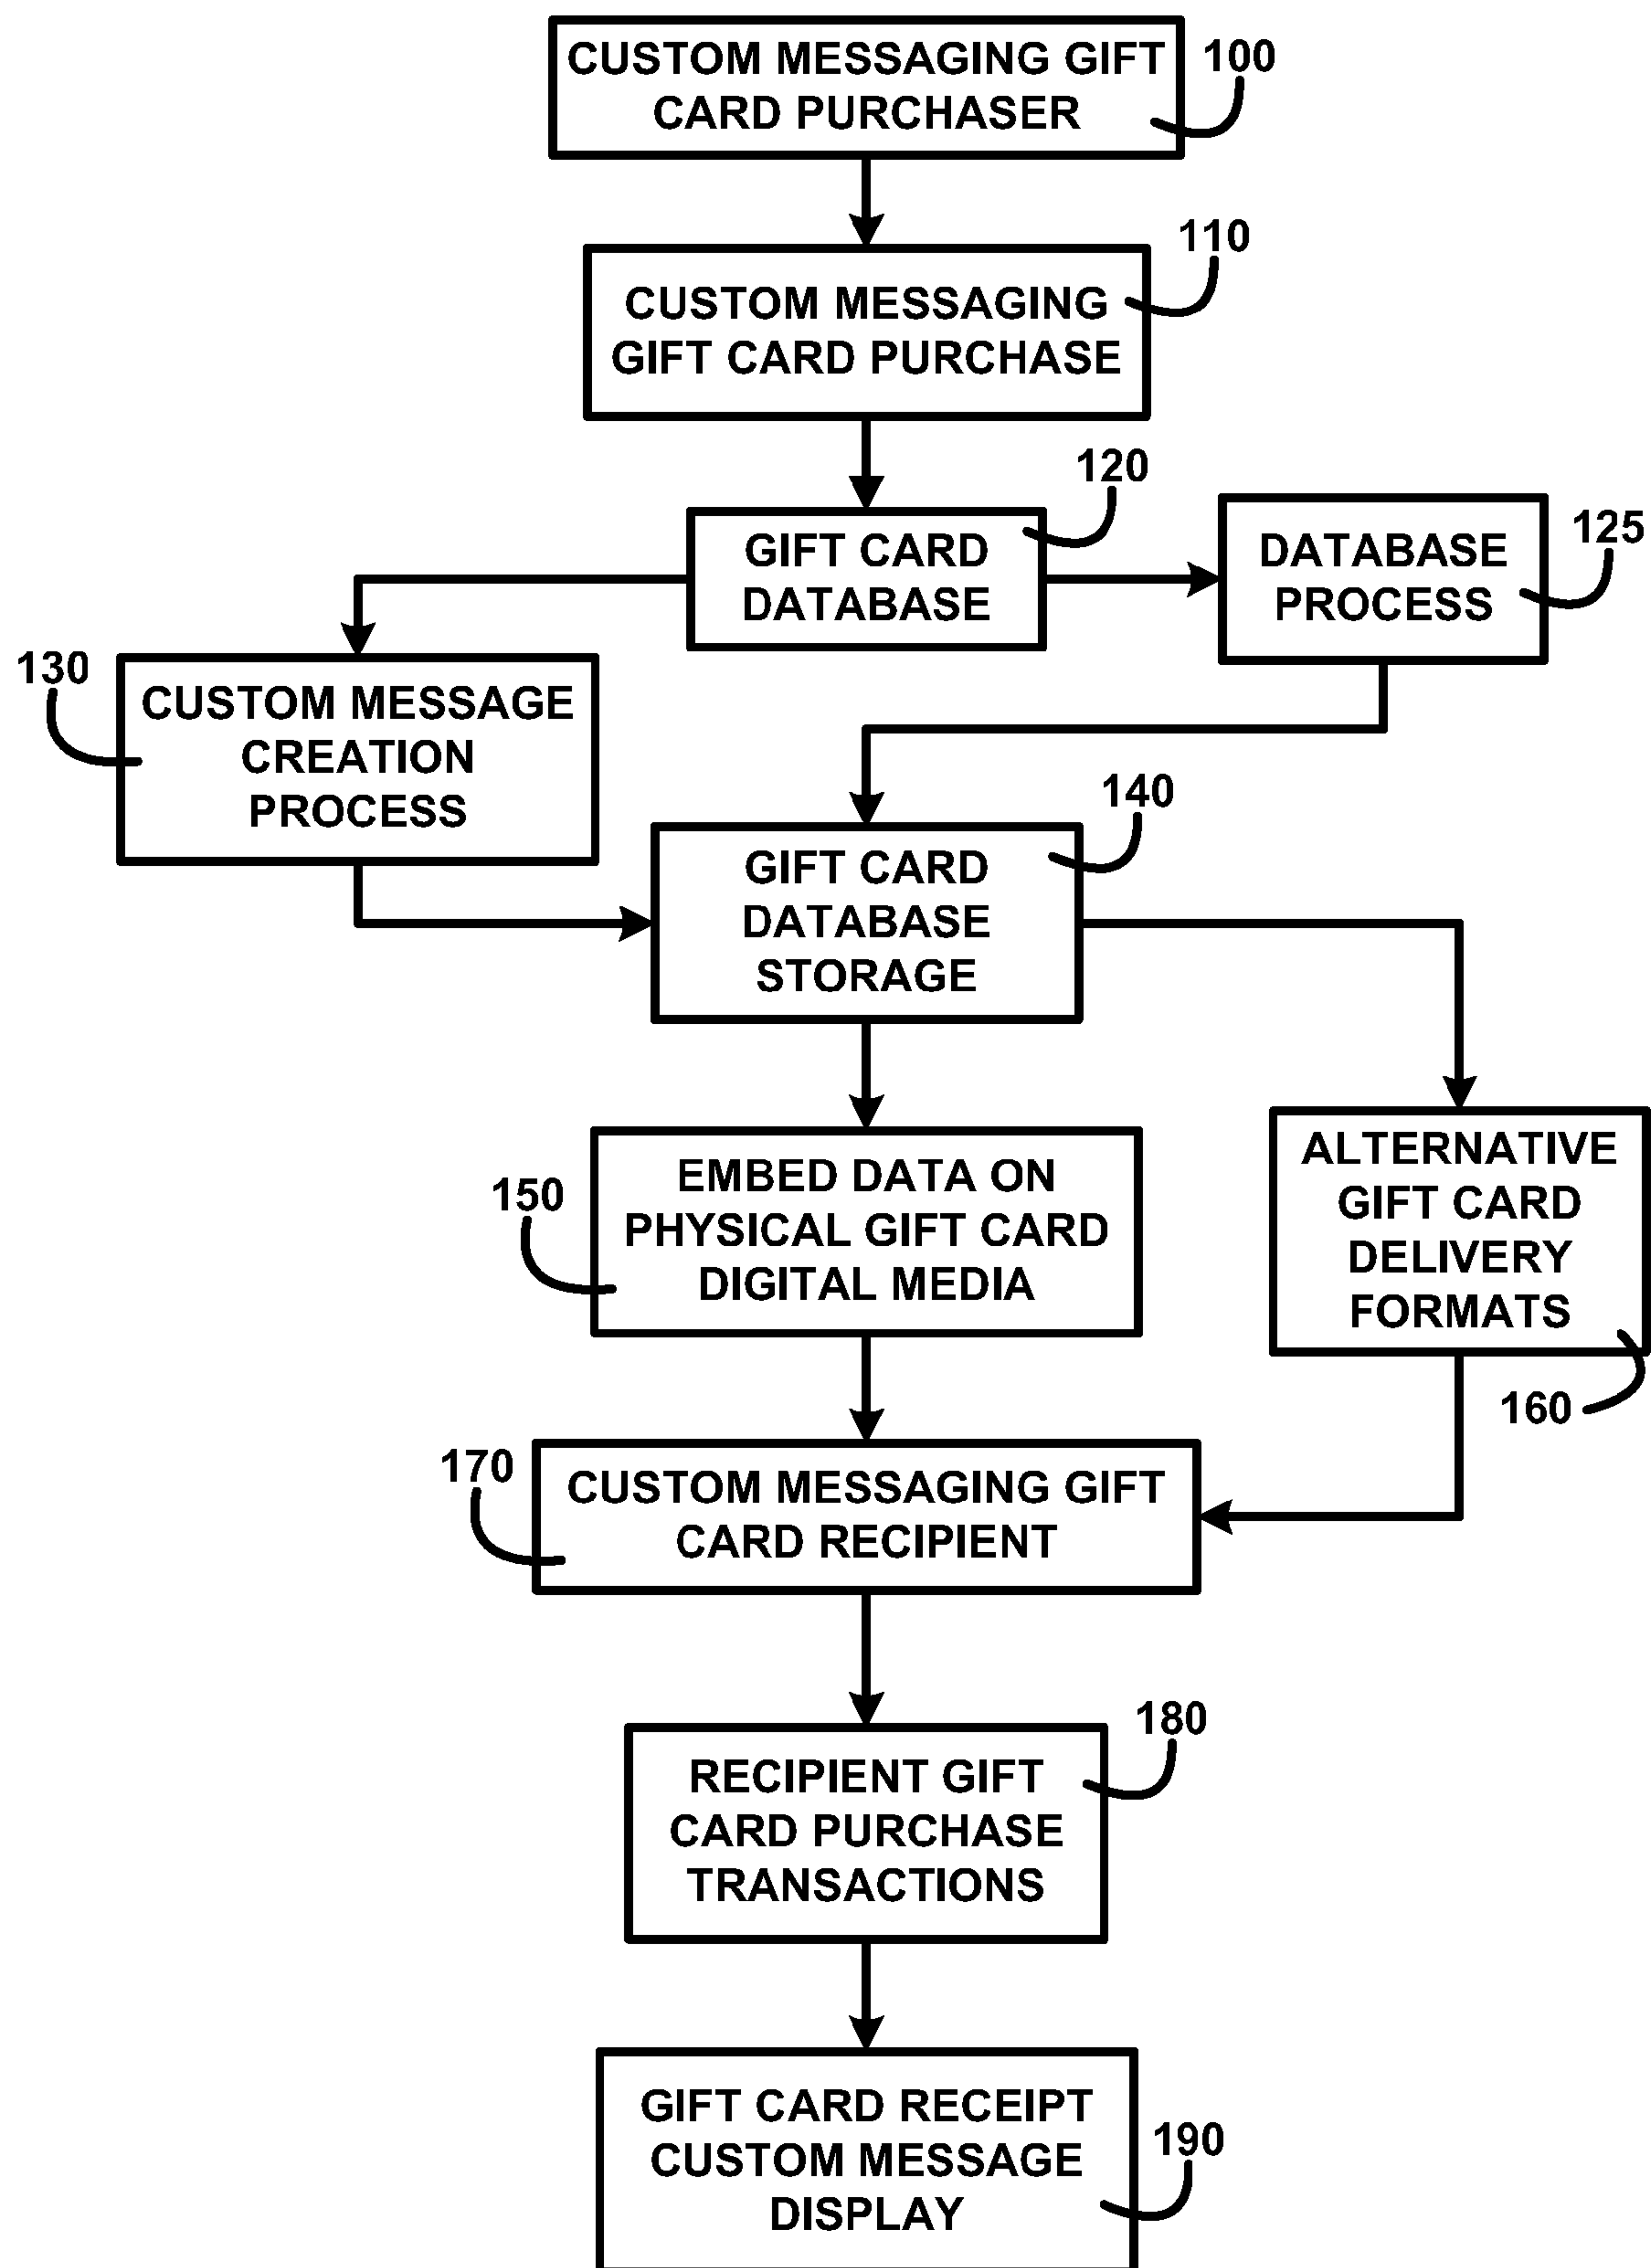 CUSTOM MESSAGING GIFT
CARD PURCHASER
100
110
CUSTOM MESSAGING
GIFT CARD PURCHASE
120
GIFT CARD
DATABASE
DATABASE
PROCESS
125
130
CUSTOM MESSAGE
CREATION
PROCESS
140
GIFT CARD
DATABASE
STORAGE
150
EMBED DATA ON
PHYSICAL GIFT CARD
DIGITAL MEDIA
ALTERNATIVE
GIFT CARD
DELIVERY
FORMATS
160
170
CUSTOM MESSAGING GIFT
CARD RECIPIENT
180
RECIPIENT GIFT
CARD PURCHASE
TRANSACTIONS
GIFT CARD RECEIPT
CUSTOM MESSAGE
DISPLAY
190